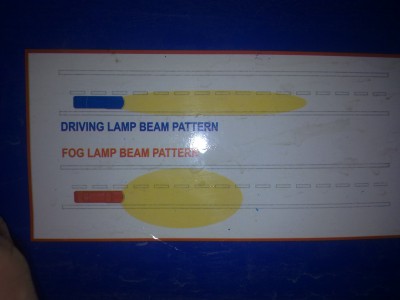 DRIVING LAMP BEAM PATTERN
FOG LAMP BEAM PATTERN